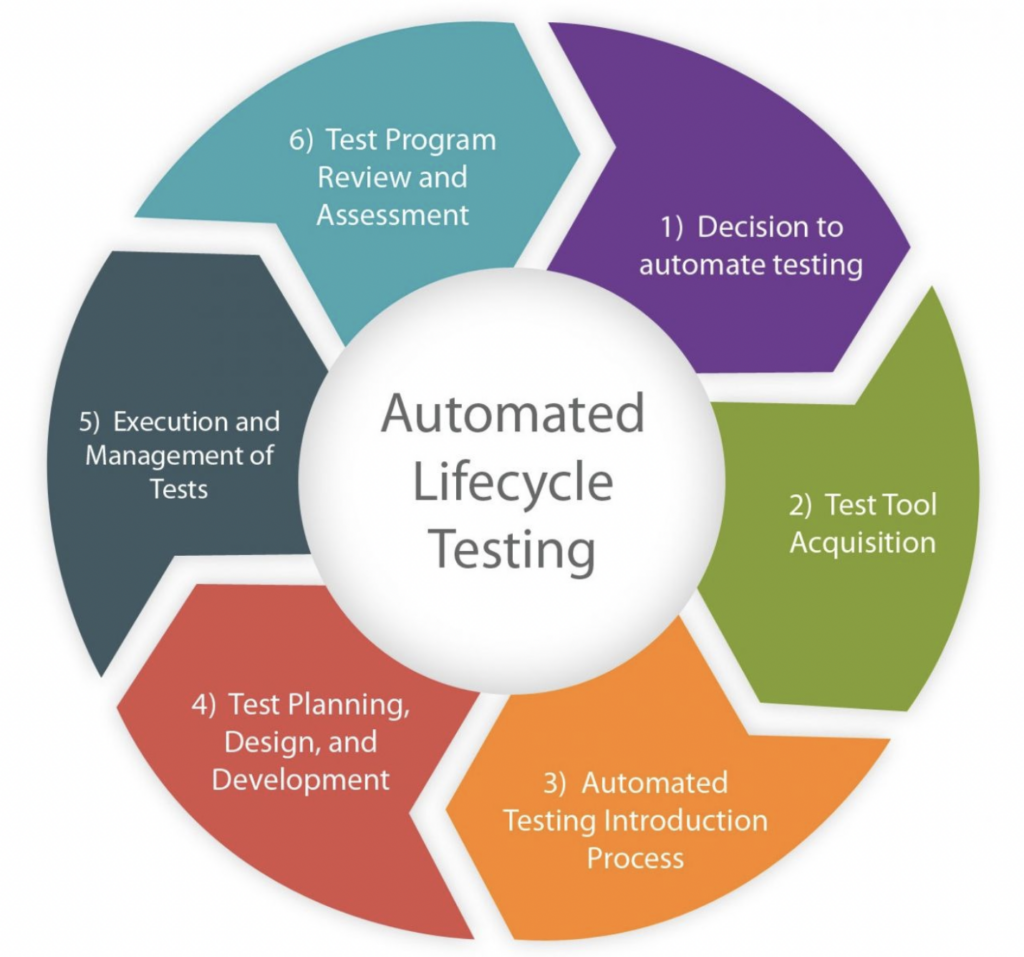 Automated
Lifecycle
Testing
1) Decision to
automate testing
2) Test Tool
Acquisition
3) Automated
Testing Introduction
Process
4) Test Planning,
Design, and
Development
5) Execution and
Management of
Tests
6) Test Program
Review and
Assessment